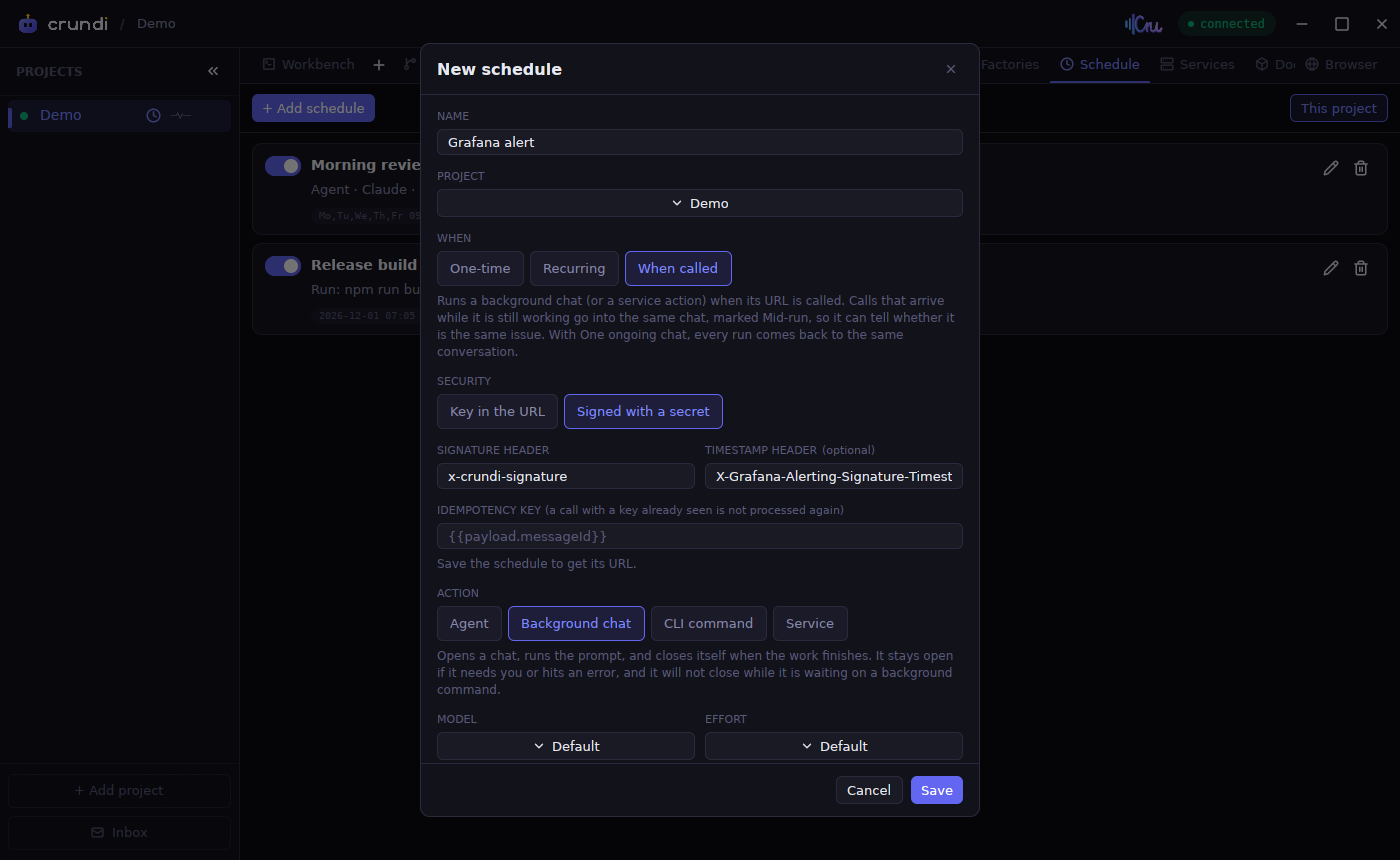 crundi / Demo
Cru
connected
PROJECTS
Workbench
Factories
Schedule
Services
Browser
Demo
+ Add schedule
This project
Morning
Agent · Claude ·
Mo,Tu,We,Th,Fr
Release build
Run: npm run
2026-12-01 07:05
+ Add project
Inbox
New schedule
NAME
Grafana alert
PROJECT
Demo
WHEN
One-time
Recurring
When called
Runs a background chat (or a service action) when its URL is called. Calls that arrive
while it is still working go into the same chat, marked Mid-run, so it can tell whether it
is the same issue. With One ongoing chat, every run comes back to the same
conversation.
SECURITY
Key in the URL
Signed with a secret
SIGNATURE HEADER
TIMESTAMP HEADER (optional)
x-crundi-signature
X-Grafana-Alerting-Signature-Timest
IDEMPOTENCY KEY (a call with a key already seen is not processed again)
{{payload.messageId}}
Save the schedule to get its URL.
ACTION
Agent
Background chat
CLI command
Service
Opens a chat, runs the prompt, and closes itself when the work finishes. It stays open
if it needs you or hits an error, and it will not close while it is waiting on a background
command.
MODEL
EFFORT
Default
Default
Cancel
Save